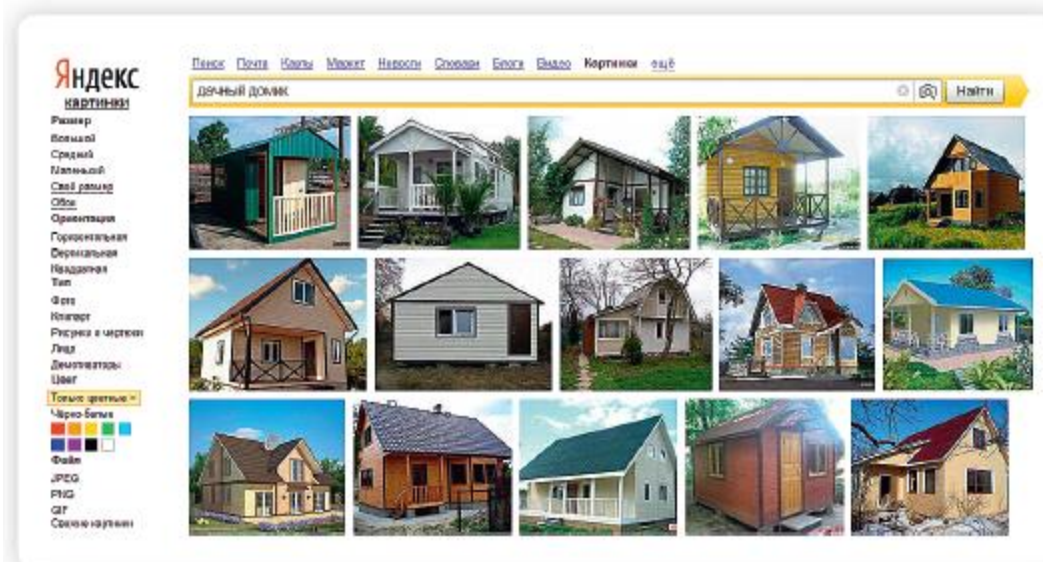 Яндекс
картинки
Поиск Почта Карты Маркет Новости Словари Блоги Видео Картинки ещё
дачный домик
Найти
Размер
Большой
Средний
Маленький
Свой размер
Обои
Ориентация
Горизонтальная
Вертикальная
Квадратная
Тип
Фото
Клипарт
Рисунки и чертежи
Лица
Демотиваторы
Цвет
Только цветные
Чёрно-белые
Файл
JPEG
PNG
GIF
Свежие картинки